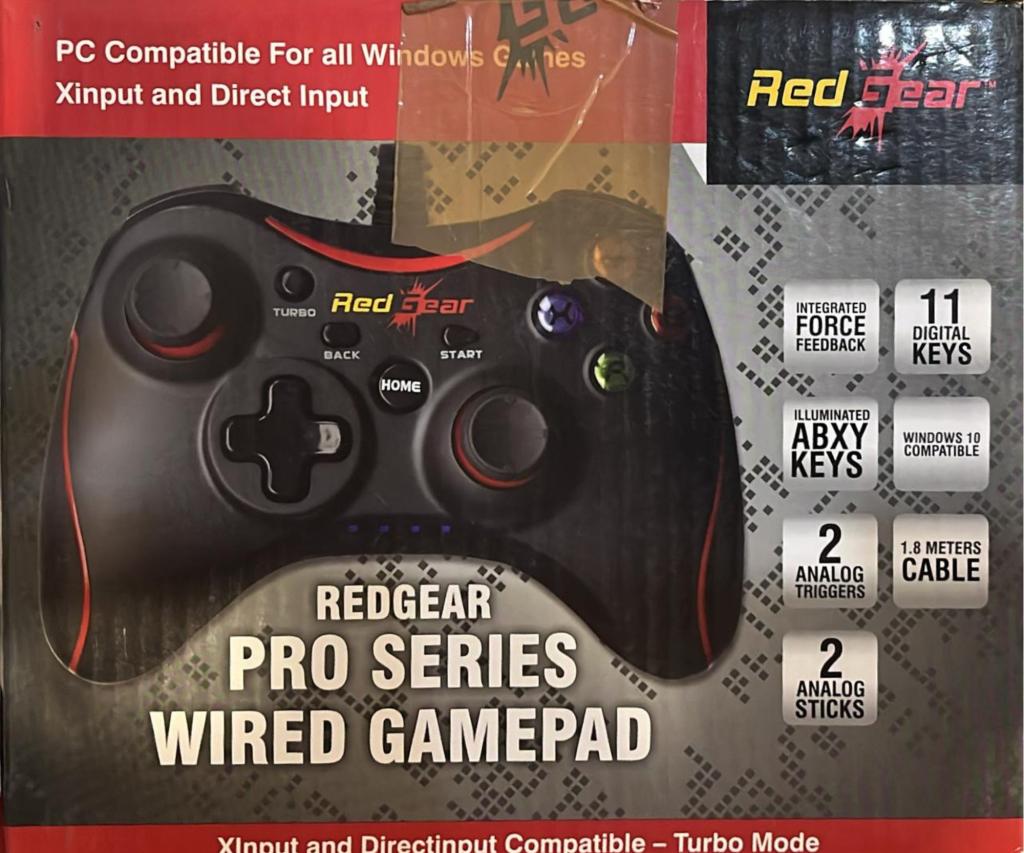 PC Compatible For all Windows Games
Xinput and Direct Input
Red Gear
TURBO
Red Gear
BACK
START
HOME
X
INTEGRATED
FORCE
FEEDBACK
11
DIGITAL
KEYS
ILLUMINATED
ABXY
KEYS
WINDOWS 10
COMPATIBLE
2
ANALOG
TRIGGERS
1.8 METERS
CABLE
2
ANALOG
STICKS
REDGEAR
PRO SERIES
WIRED GAMEPAD
XInput and Directinput Compatible – Turbo Mode